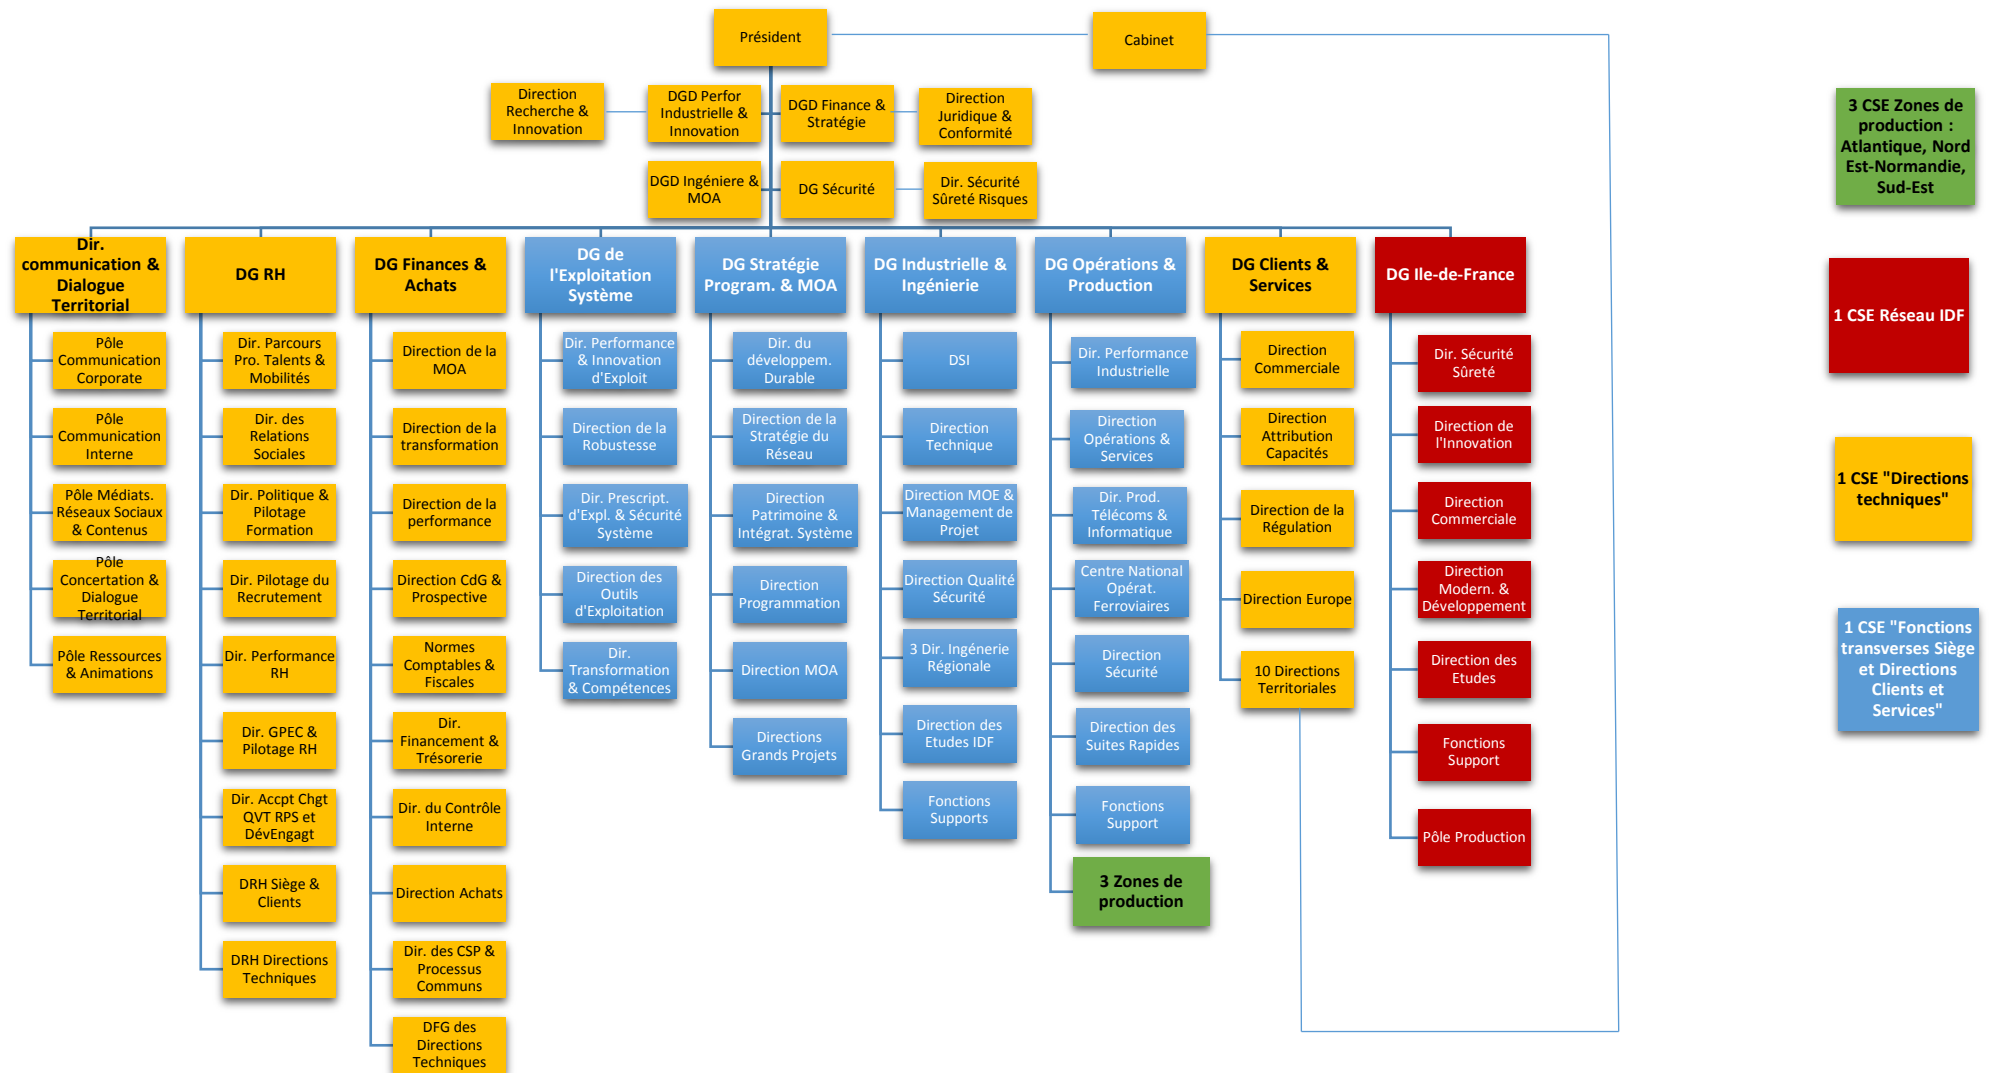 Président
Cabinet
Direction
Recherche &
Innovation
DGD Perfor
Industrielle &
Innovation
DGD Finance &
Stratégie
Direction
Juridique &
Conformité
DGD Ingéniere &
MOA
DG Sécurité
Dir. Sécurité
Sûreté Risques
Dir.
communication &
Dialogue
Territorial
Pôle
Communication
Corporate
Pôle
Communication
Interne
Pôle Médiats.
Réseaux Sociaux
& Contenus
Pôle
Concertation &
Dialogue
Territorial
Pôle Ressources
& Animations
DG RH
Dir. Parcours
Pro. Talents &
Mobilités
Dir. des
Relations
Sociales
Dir. Politique &
Pilotage
Formation
Dir. Pilotage du
Recrutement
Dir. Performance
RH
Dir. GPEC &
Pilotage RH
Dir. Accpt Chgt
QVT RPS et
DévEngagt
DRH Siège &
Clients
DRH Directions
Techniques
DG Finances &
Achats
Direction de la
MOA
Direction de la
transformation
Direction de la
performance
Direction CdG &
Prospective
Normes
Comptables &
Fiscales
Dir.
Financement &
Trésorerie
Dir. du Contrôle
Interne
Direction Achats
Dir. des CSP &
Processus
Communs
DFG des
Directions
Techniques
DG de
l'Exploitation
Système
Dir. Performance
& Innovation
d'Exploit
Direction de la
Robustesse
Dir. Prescript.
d'Expl. & Sécurité
Système
Direction des
Outils
d'Exploitation
Dir.
Transformation
& Compétences
DG Stratégie
Program. & MOA
Dir. du
développem.
Durable
Direction de la
Stratégie du
Réseau
Direction
Patrimoine &
Intégrat. Système
Direction
Programmation
Direction MOA
Directions
Grands Projets
DG Industrielle &
Ingénierie
DSI
Direction
Technique
Direction MOE &
Management de
Projet
Direction Qualité
Sécurité
3 Dir. Ingénerie
Régionale
Direction des
Etudes IDF
Fonctions
Supports
DG Opérations &
Production
Dir. Performance
Industrielle
Direction
Opérations &
Services
Dir. Prod.
Télécoms &
Informatique
Centre National
Opérat.
Ferroviaires
Direction
Sécurité
Direction des
Suites Rapides
Fonctions
Support
3 Zones de
production
DG Clients &
Services
Direction
Commerciale
Direction
Attribution
Capacités
Direction de la
Régulation
Direction Europe
10 Directions
Territoriales
DG Ile-de-France
Dir. Sécurité
Sûreté
Direction de
l'Innovation
Direction
Commerciale
Direction
Modern. &
Développement
Direction des
Etudes
Fonctions
Support
Pôle Production
3 CSE Zones de
production :
Atlantique, Nord
Est-Normandie,
Sud-Est
1 CSE Réseau IDF
1 CSE "Directions
techniques"
1 CSE "Fonctions
transverses Siège
et Directions
Clients et
Services"